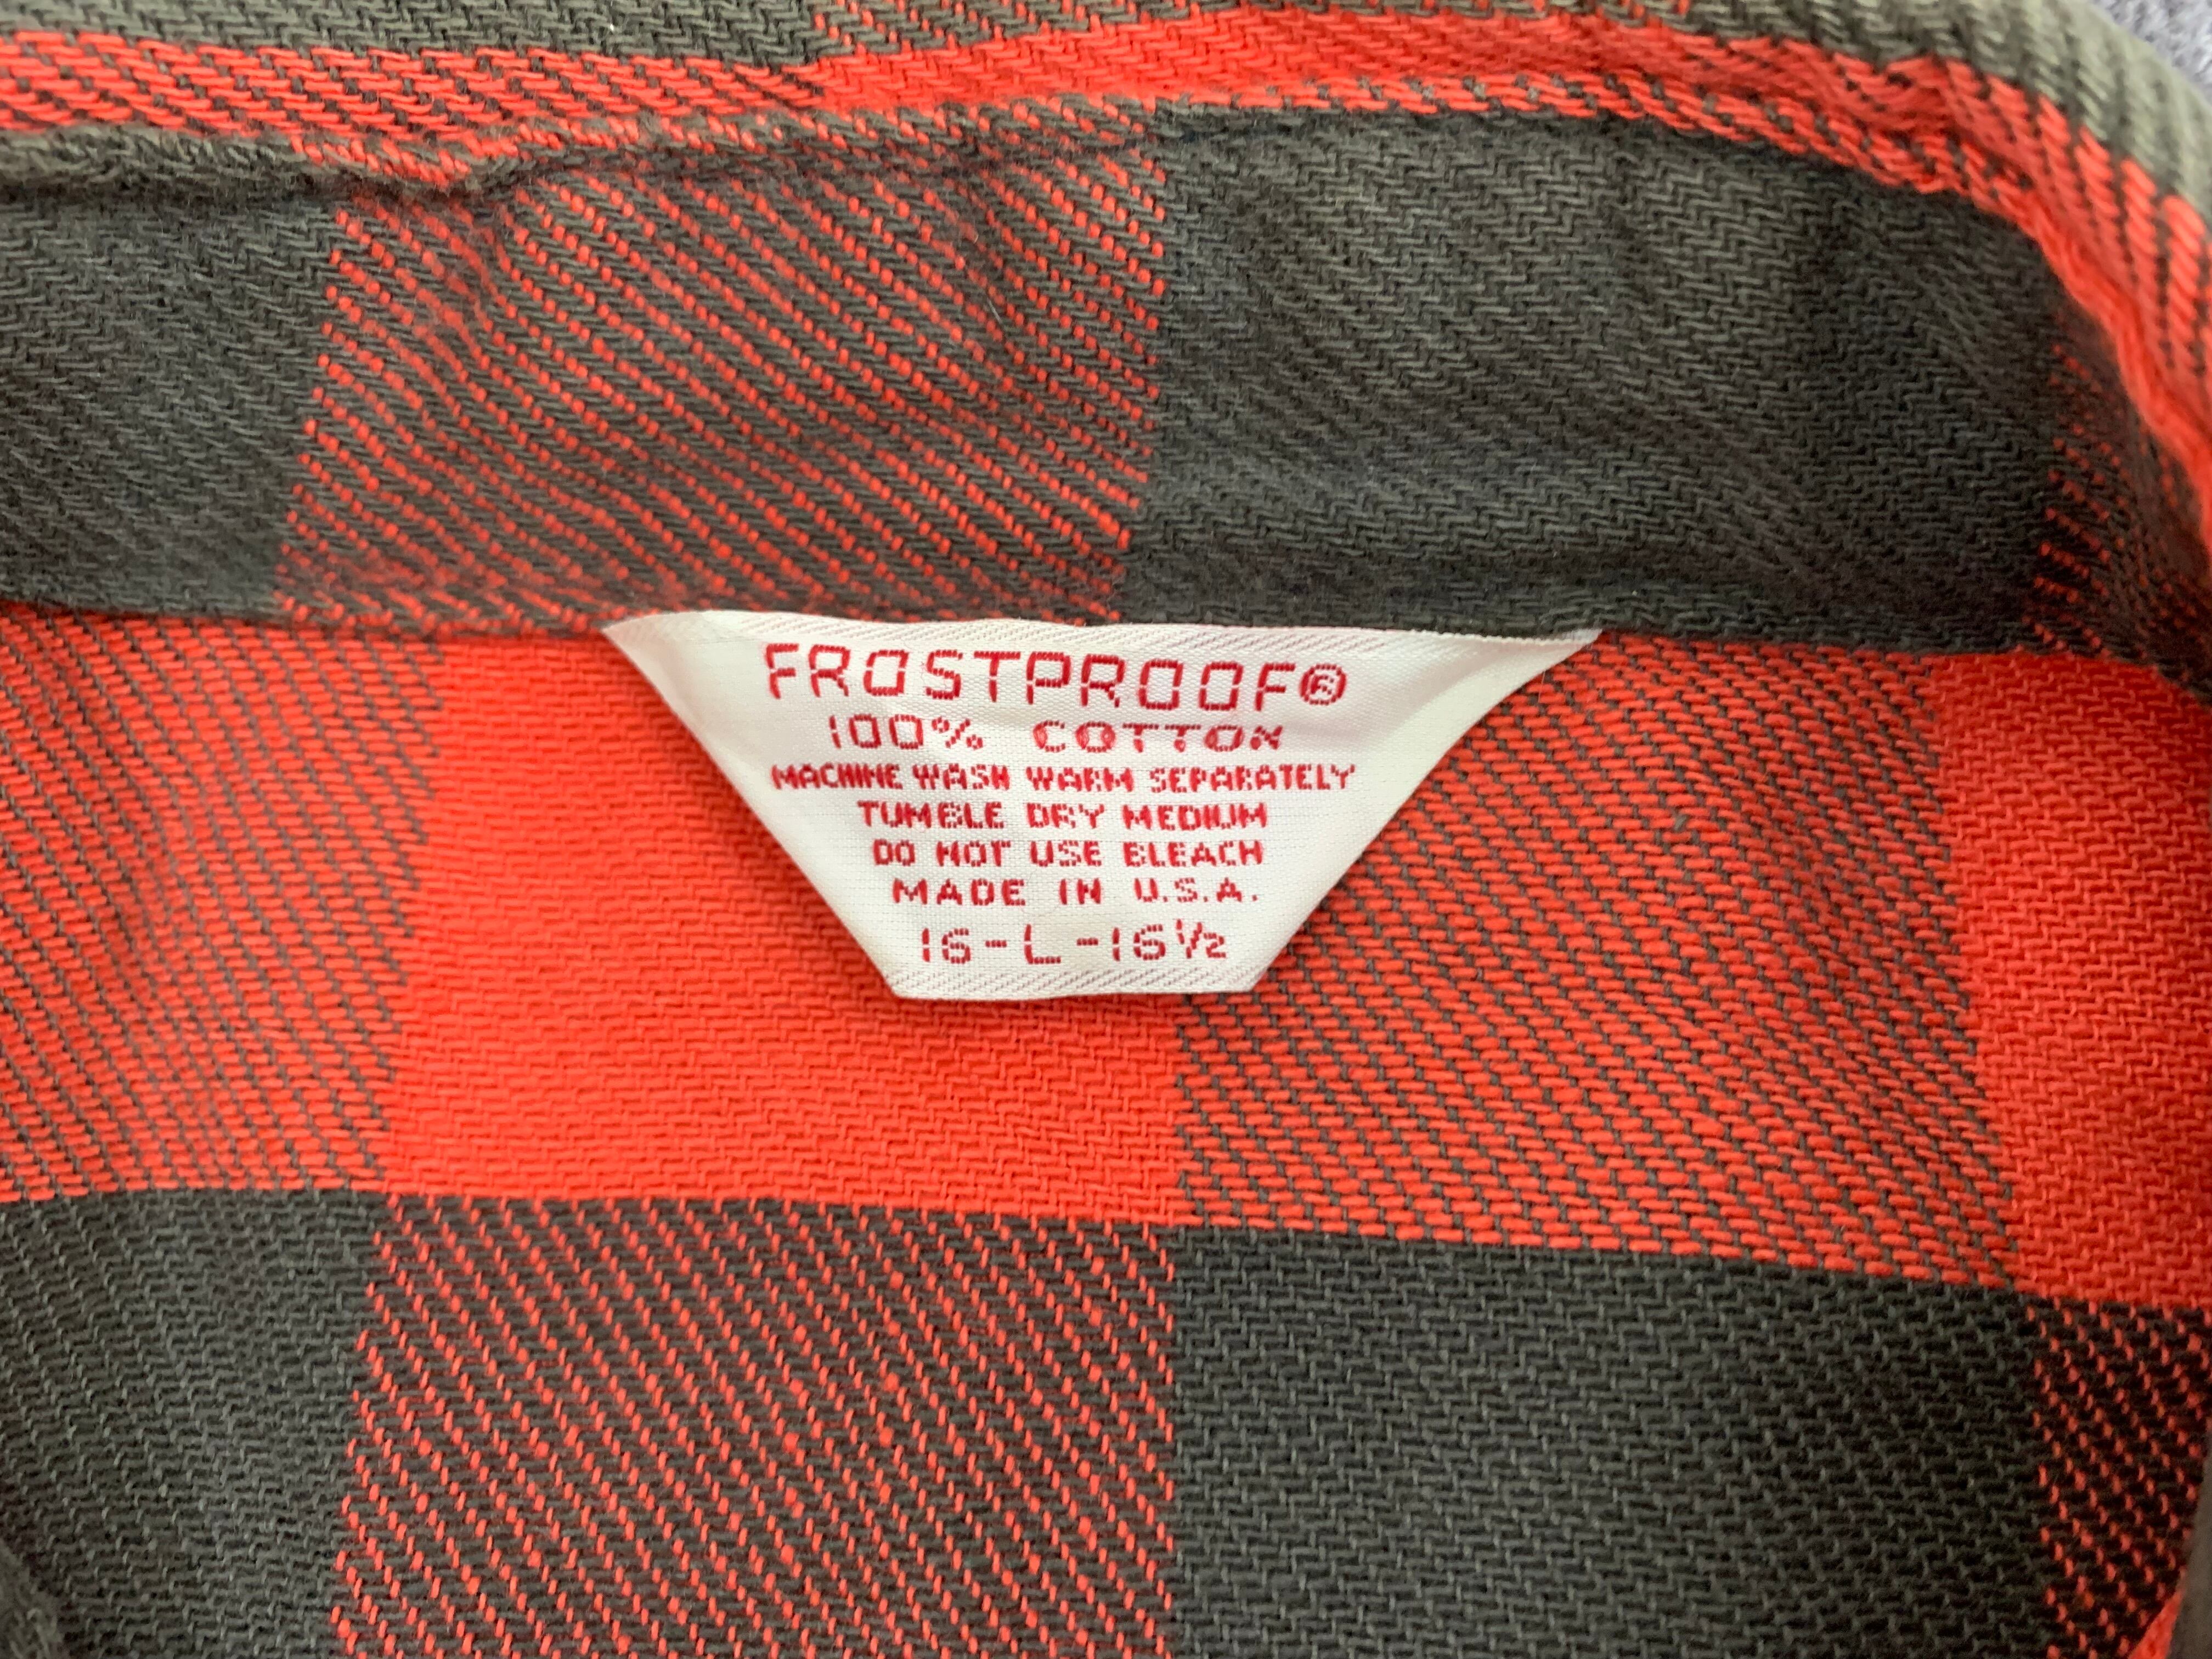 FROSTPROOF®
100% COTTON
MACHINE WASH WARM SEPARATELY
TUMBLE DRY MEDIUM
DO NOT USE BLEACH
MADE IN U.S.A.
16-L-16½